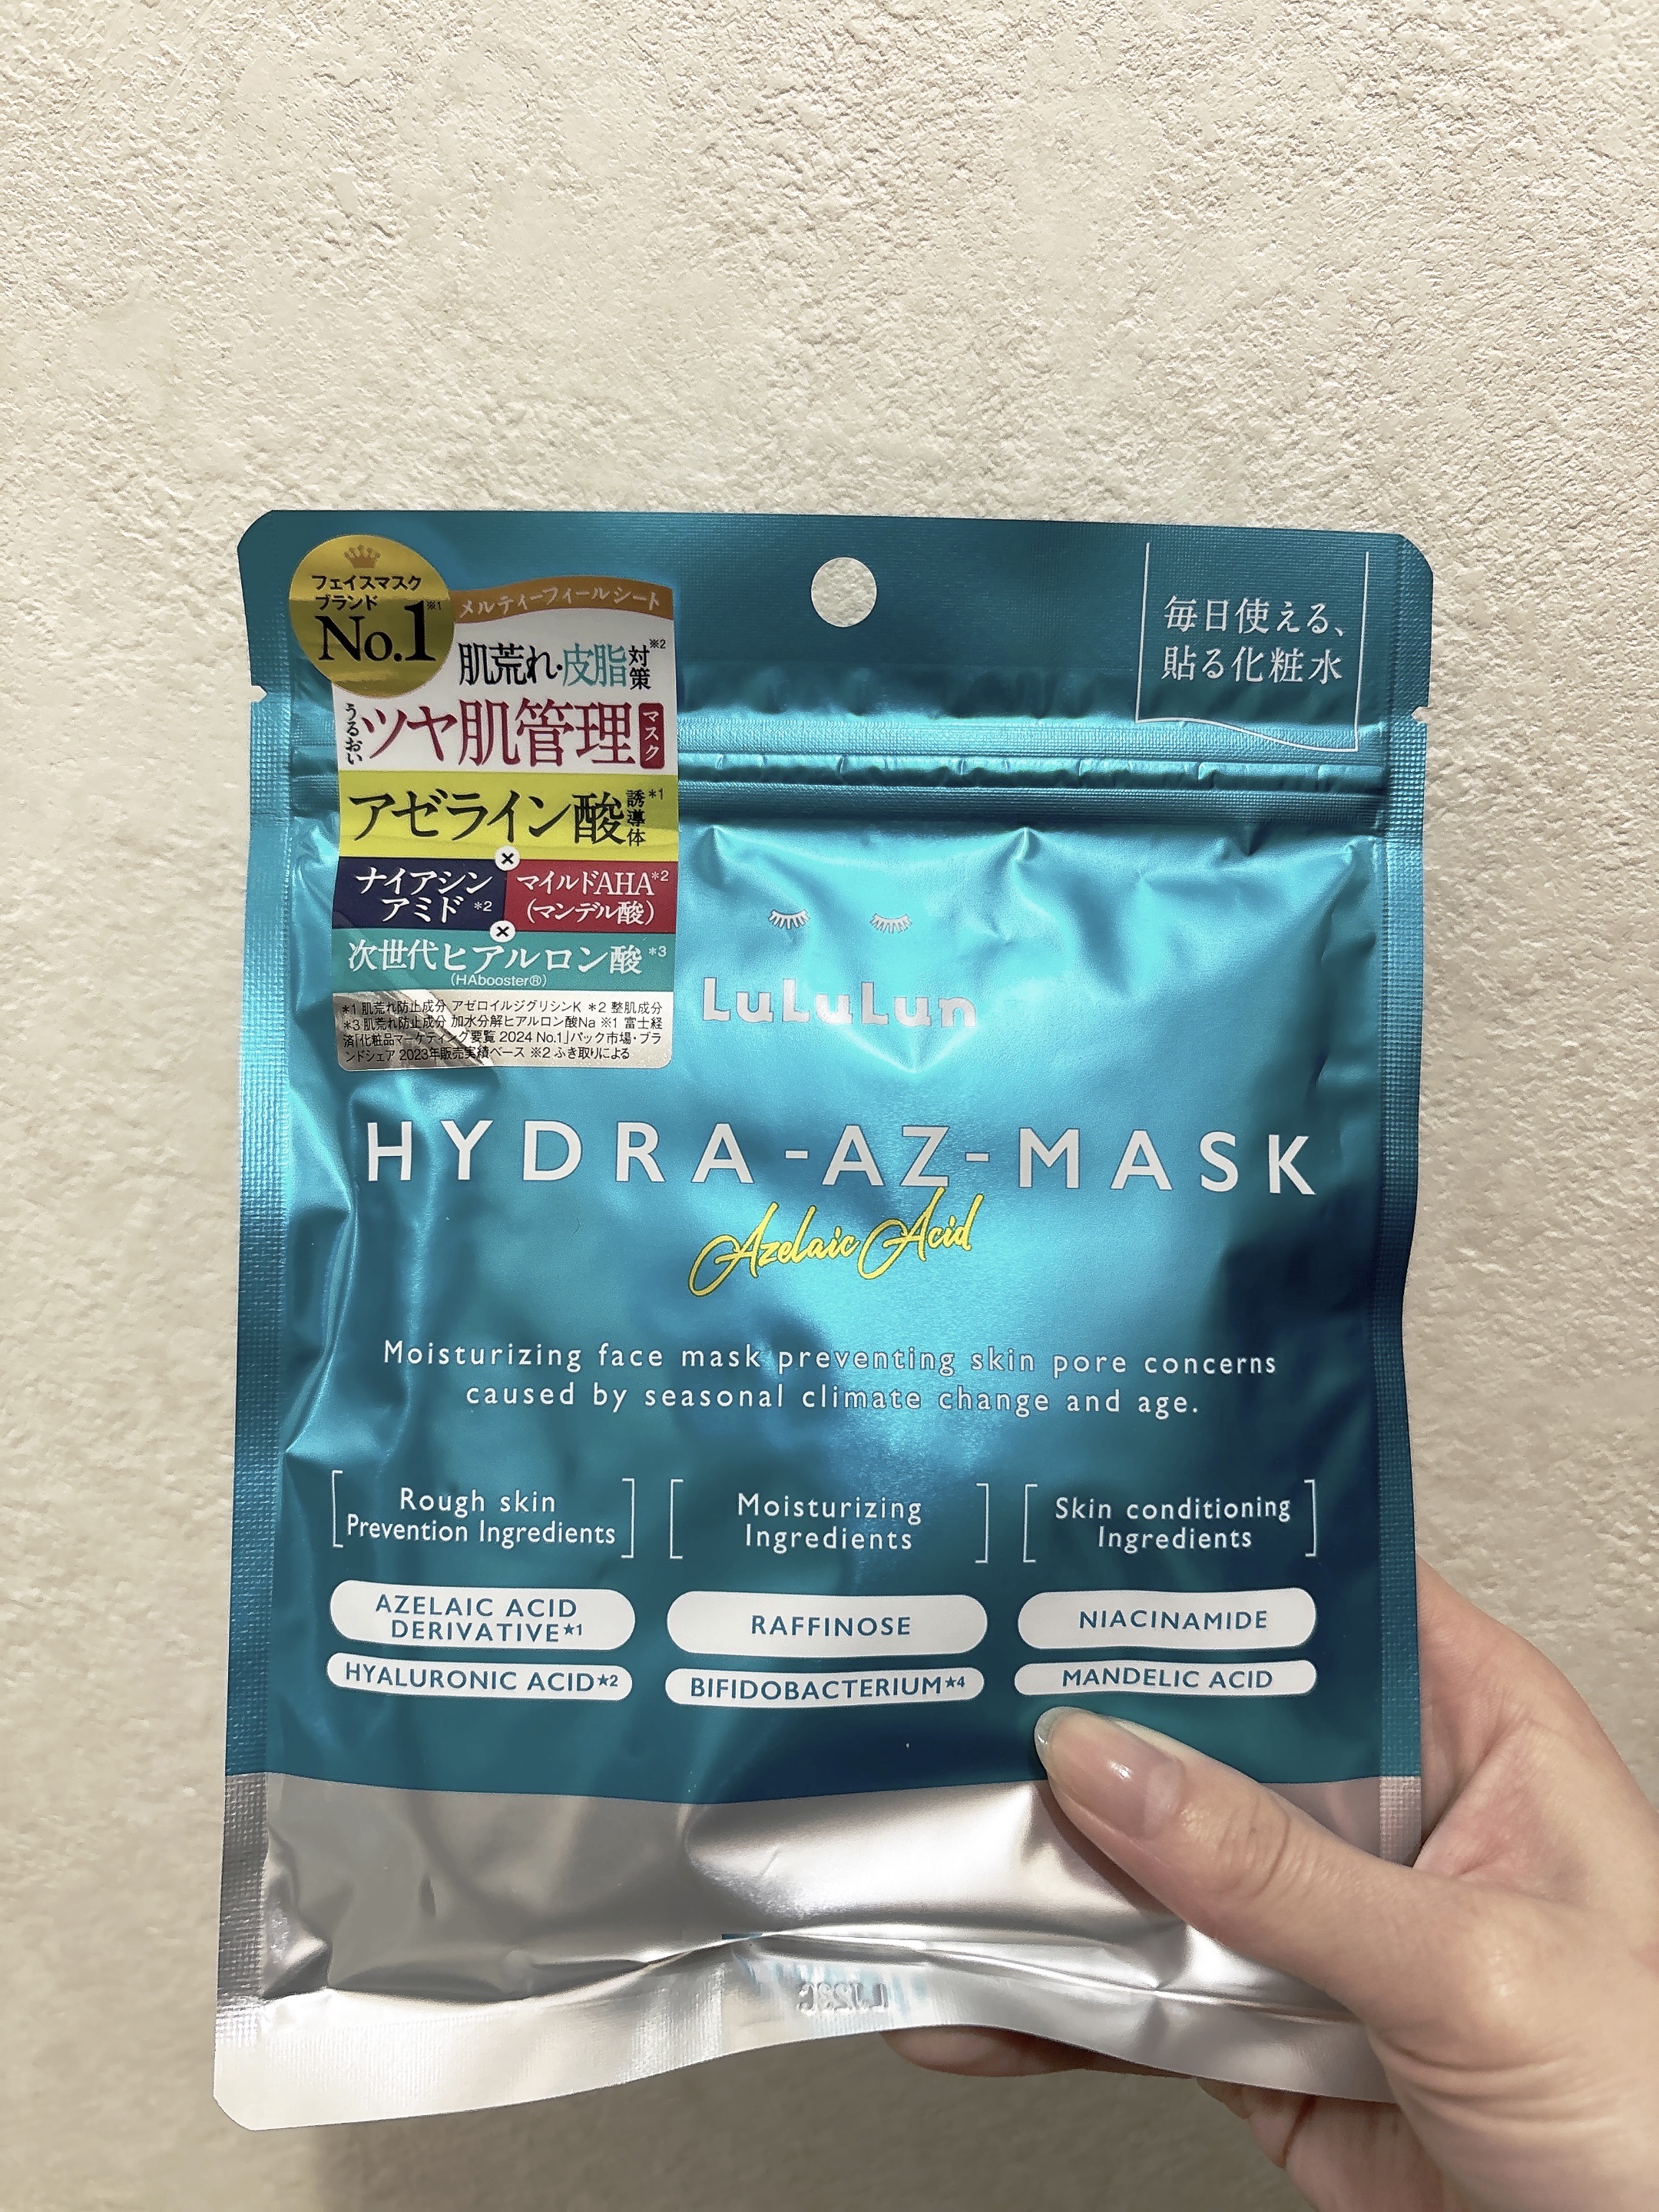 フェイスマスク
ブランド
No.1※1
メルティーフィールシート
肌荒れ・皮脂対策※2
うるおいツヤ肌管理マスク
アゼライン酸誘導体*1
×
ナイアシン
アミド*2
マイルドAHA*2
(マンデル酸)
×
次世代ヒアルロン酸*3
(HAbooster®)
*1 肌荒れ防止成分 アゼロイルジグリシンK *2 整肌成分
*3 肌荒れ防止成分 加水分解ヒアルロン酸Na ※1 富士経
済「化粧品マーケティング要覧 2024 No.1」パック市場・ブラ
ンドシェア 2023年販売実績ベース ※2 ふき取りによる
毎日使える、
貼る化粧水
LuLuLun
HYDRA-AZ-MASK
Azelaic Acid
Moisturizing face mask preventing skin pore concerns
caused by seasonal climate change and age.
Rough skin
Prevention Ingredients
AZELAIC ACID
DERIVATIVE★1
HYALURONIC ACID★2
Moisturizing
Ingredients
RAFFINOSE
BIFIDOBACTERIUM★4
Skin conditioning
Ingredients
NIACINAMIDE
MANDELIC ACID